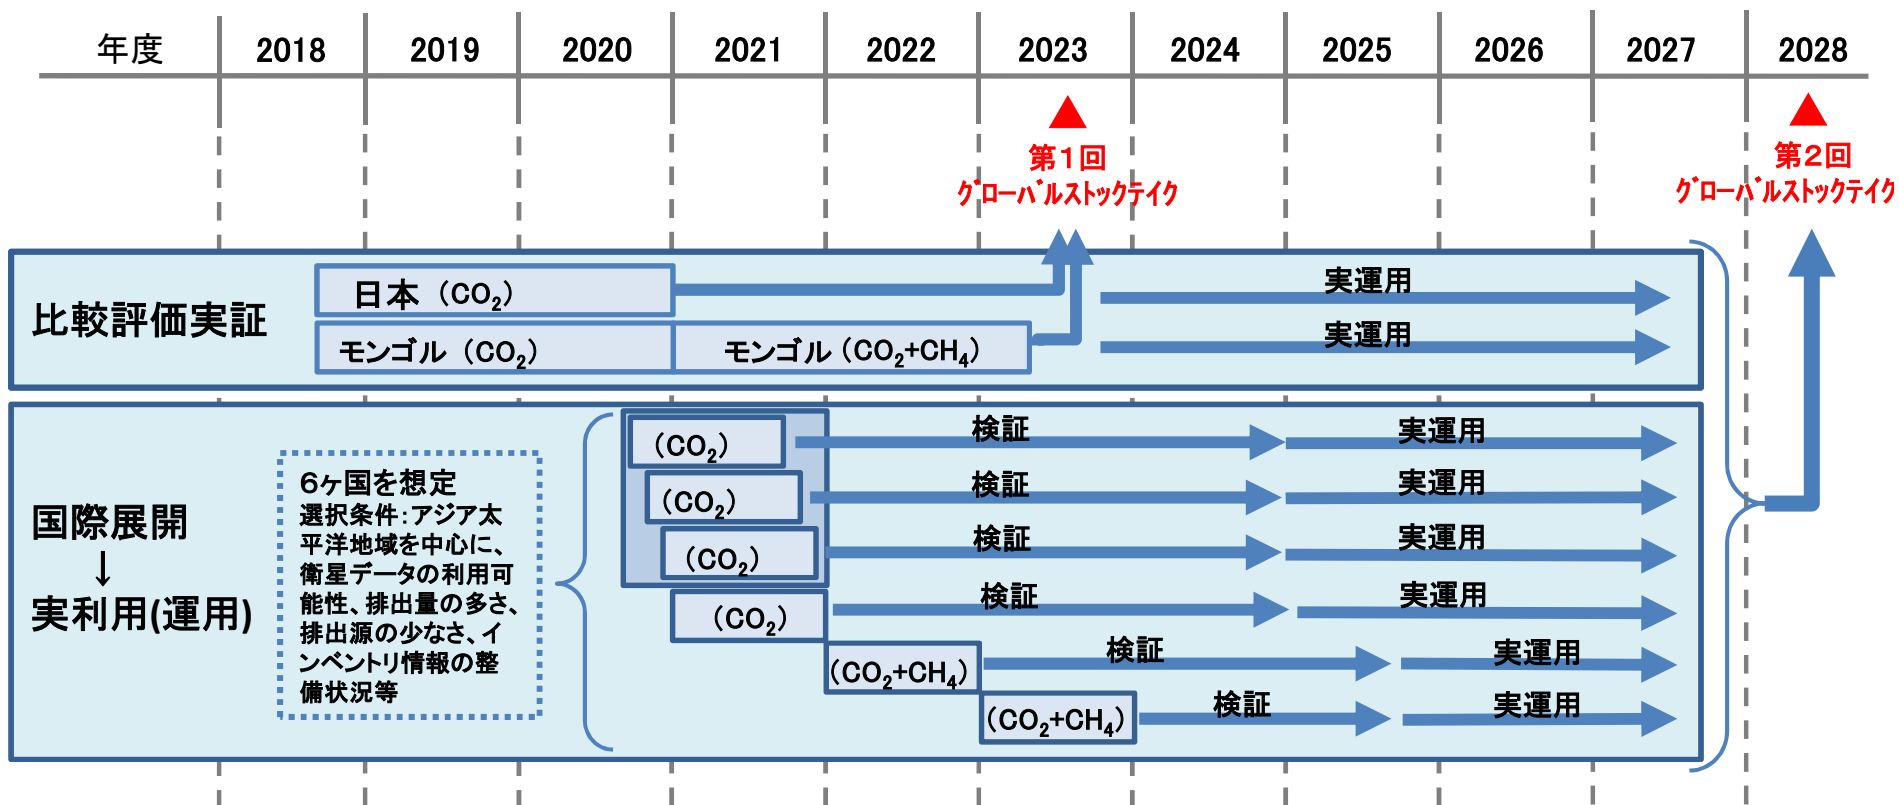 年度 2018 2019 2020 2021 2022 2023 2024 2025 2026 2027 2028
第１回
グローバルストックテイク
第２回
グローバルストックテイク
比較評価実証
日本（CO₂）
実運用
モンゴル（CO₂）
モンゴル（CO₂+CH₄）
実運用
国際展開
↓
実利用(運用)
６ヶ国を想定
選択条件：アジア太
平洋地域を中心に、
衛星データの利用可
能性、排出量の多さ、
排出源の少なさ、イ
ンベントリ情報の整
備状況等
（CO₂） 検証 実運用
（CO₂） 検証 実運用
（CO₂） 検証 実運用
（CO₂） 検証 実運用
（CO₂+CH₄） 検証 実運用
（CO₂+CH₄） 検証 実運用